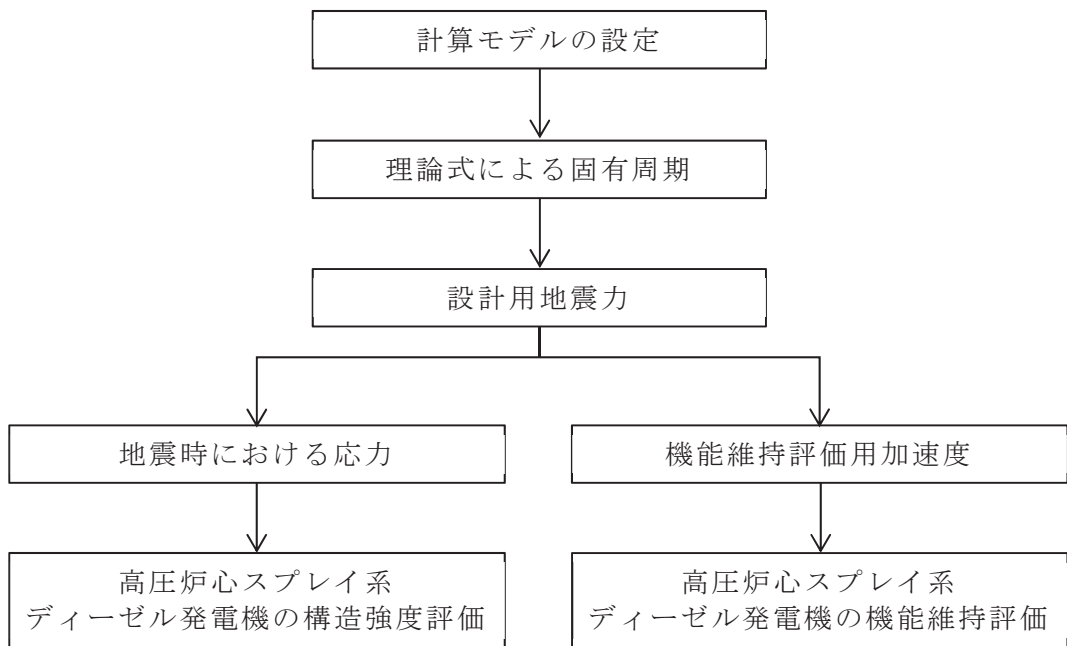 計算モデルの設定
理論式による固有周期
設計用地震力
地震時における応力
機能維持評価用加速度
高圧炉心スプレイ系
ディーゼル発電機の構造強度評価
高圧炉心スプレイ系
ディーゼル発電機の機能維持評価